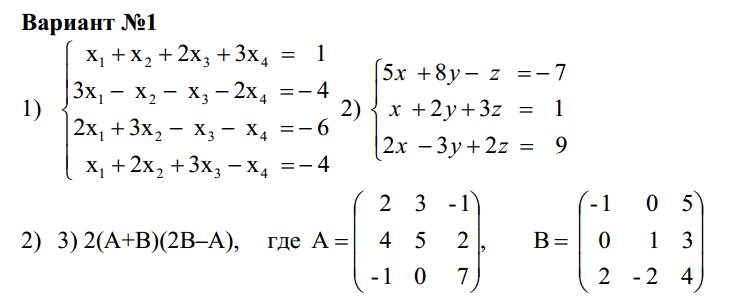 Вариант №1
1) { x₁ + x₂ + 2x₃ + 3x₄ = 1
3x₁ − x₂ − x₃ − 2x₄ = −4
2x₁ + 3x₂ − x₃ − x₄ = −6
x₁ + 2x₂ + 3x₃ − x₄ = −4
2) { 5x + 8y − z = −7
x + 2y + 3z = 1
2x − 3y + 2z = 9
2) 3) 2(A+B)(2B–A), где A = ( 2 3 -1
4 5 2
-1 0 7 ),
B = ( -1 0 5
0 1 3
2 -2 4 )